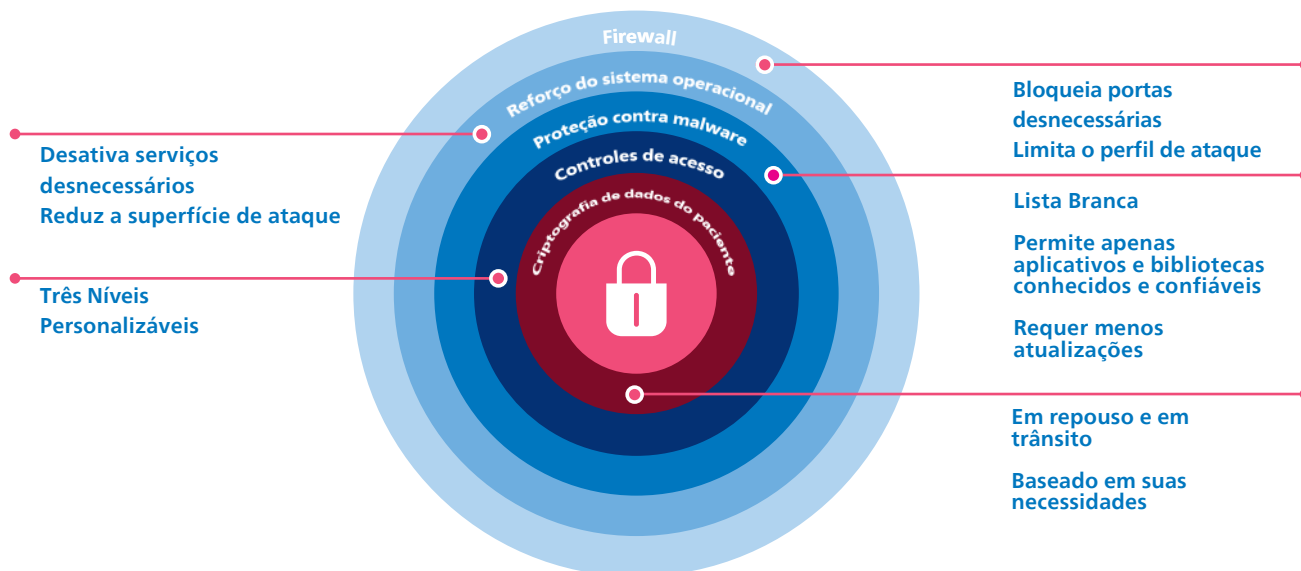 Firewall
Reforço do sistema operacional
Proteção contra malware
Controles de acesso
Criptografia de dados do paciente
Desativa serviços
desnecessários
Reduz a superfície de ataque
Três Níveis
Personalizáveis
Bloqueia portas
desnecessárias
Limita o perfil de ataque
Lista Branca
Permite apenas
aplicativos e bibliotecas
conhecidos e confiáveis
Requer menos
atualizações
Em repouso e em
trânsito
Baseado em suas
necessidades